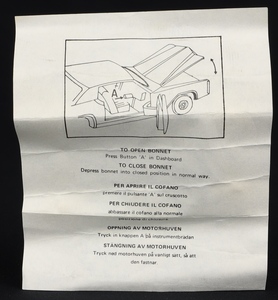 A
TO OPEN BONNET
Press Button 'A' in Dashboard
TO CLOSE BONNET
Depress bonnet into closed position in normal way.
PER APRIRE IL COFANO
premere il pulsante 'A' sul cruscotto
PER CHIUDERE IL COFANO
abbassare il cofano alla normale
posizione di chiusura
ÖPPNING AV MOTORHUVEN
Tryck in knappen A på instrumentbrädan
STÄNGNING AV MOTORHUVEN
Tryck ned motorhuven på vanligt sätt, så att
den fastnar.